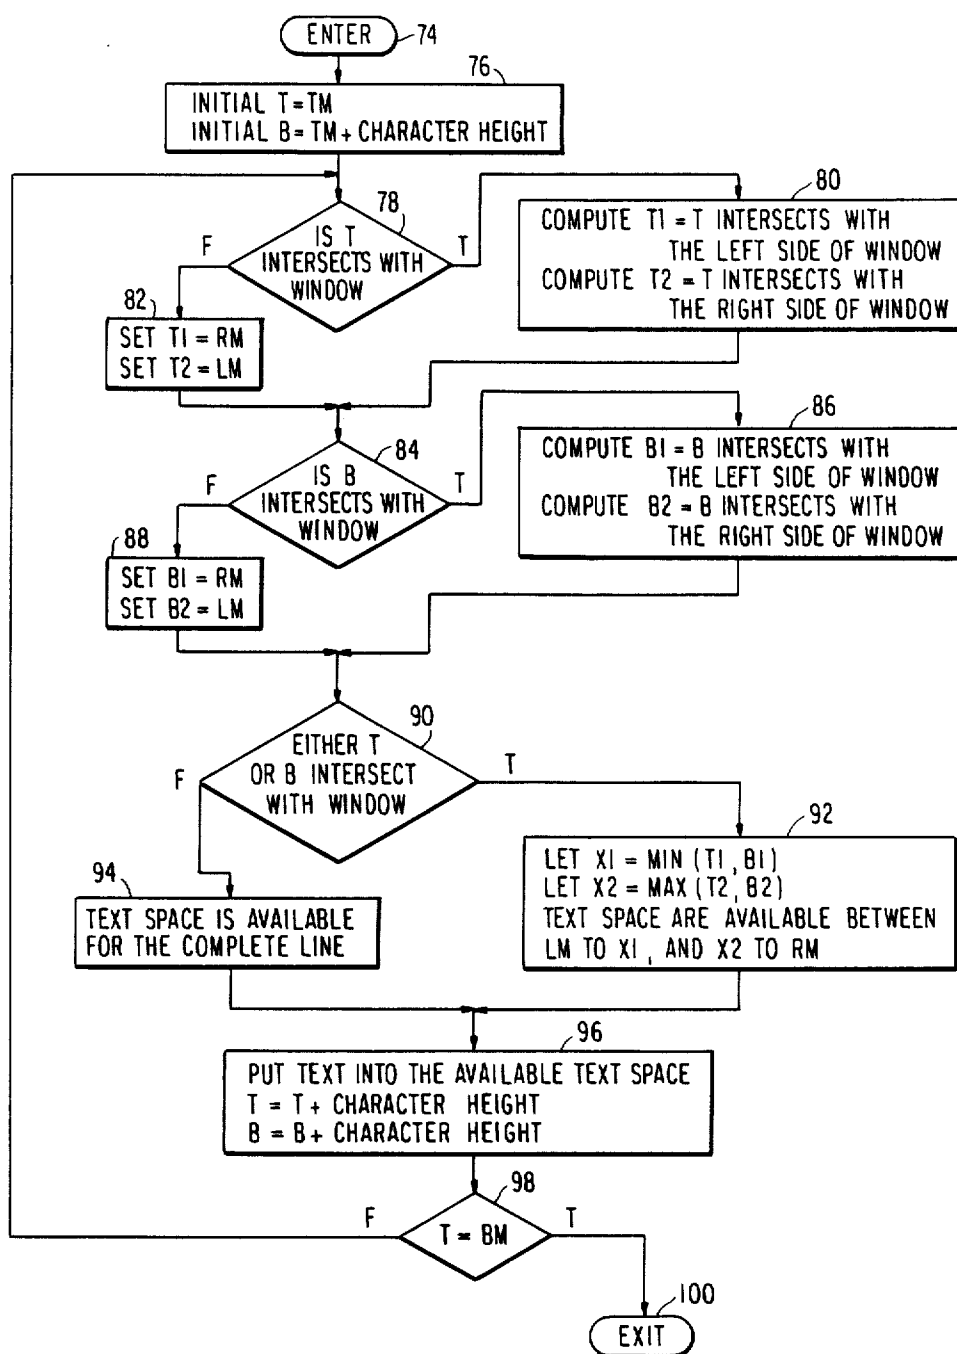 ENTER
74
76
INITIAL T = TM
INITIAL B = TM + CHARACTER HEIGHT
78
IS T
INTERSECTS WITH
WINDOW
F
T
80
COMPUTE T1 = T INTERSECTS WITH
THE LEFT SIDE OF WINDOW
COMPUTE T2 = T INTERSECTS WITH
THE RIGHT SIDE OF WINDOW
82
SET T1 = RM
SET T2 = LM
84
IS B
INTERSECTS WITH
WINDOW
F
T
86
COMPUTE B1 = B INTERSECTS WITH
THE LEFT SIDE OF WINDOW
COMPUTE B2 = B INTERSECTS WITH
THE RIGHT SIDE OF WINDOW
88
SET B1 = RM
SET B2 = LM
90
EITHER T
OR B INTERSECT
WITH WINDOW
F
T
92
LET X1 = MIN (T1, B1)
LET X2 = MAX (T2, B2)
TEXT SPACE ARE AVAILABLE BETWEEN
LM TO X1, AND X2 TO RM
94
TEXT SPACE IS AVAILABLE
FOR THE COMPLETE LINE
96
PUT TEXT INTO THE AVAILABLE TEXT SPACE
T = T + CHARACTER HEIGHT
B = B + CHARACTER HEIGHT
98
T = BM
F
T
100
EXIT